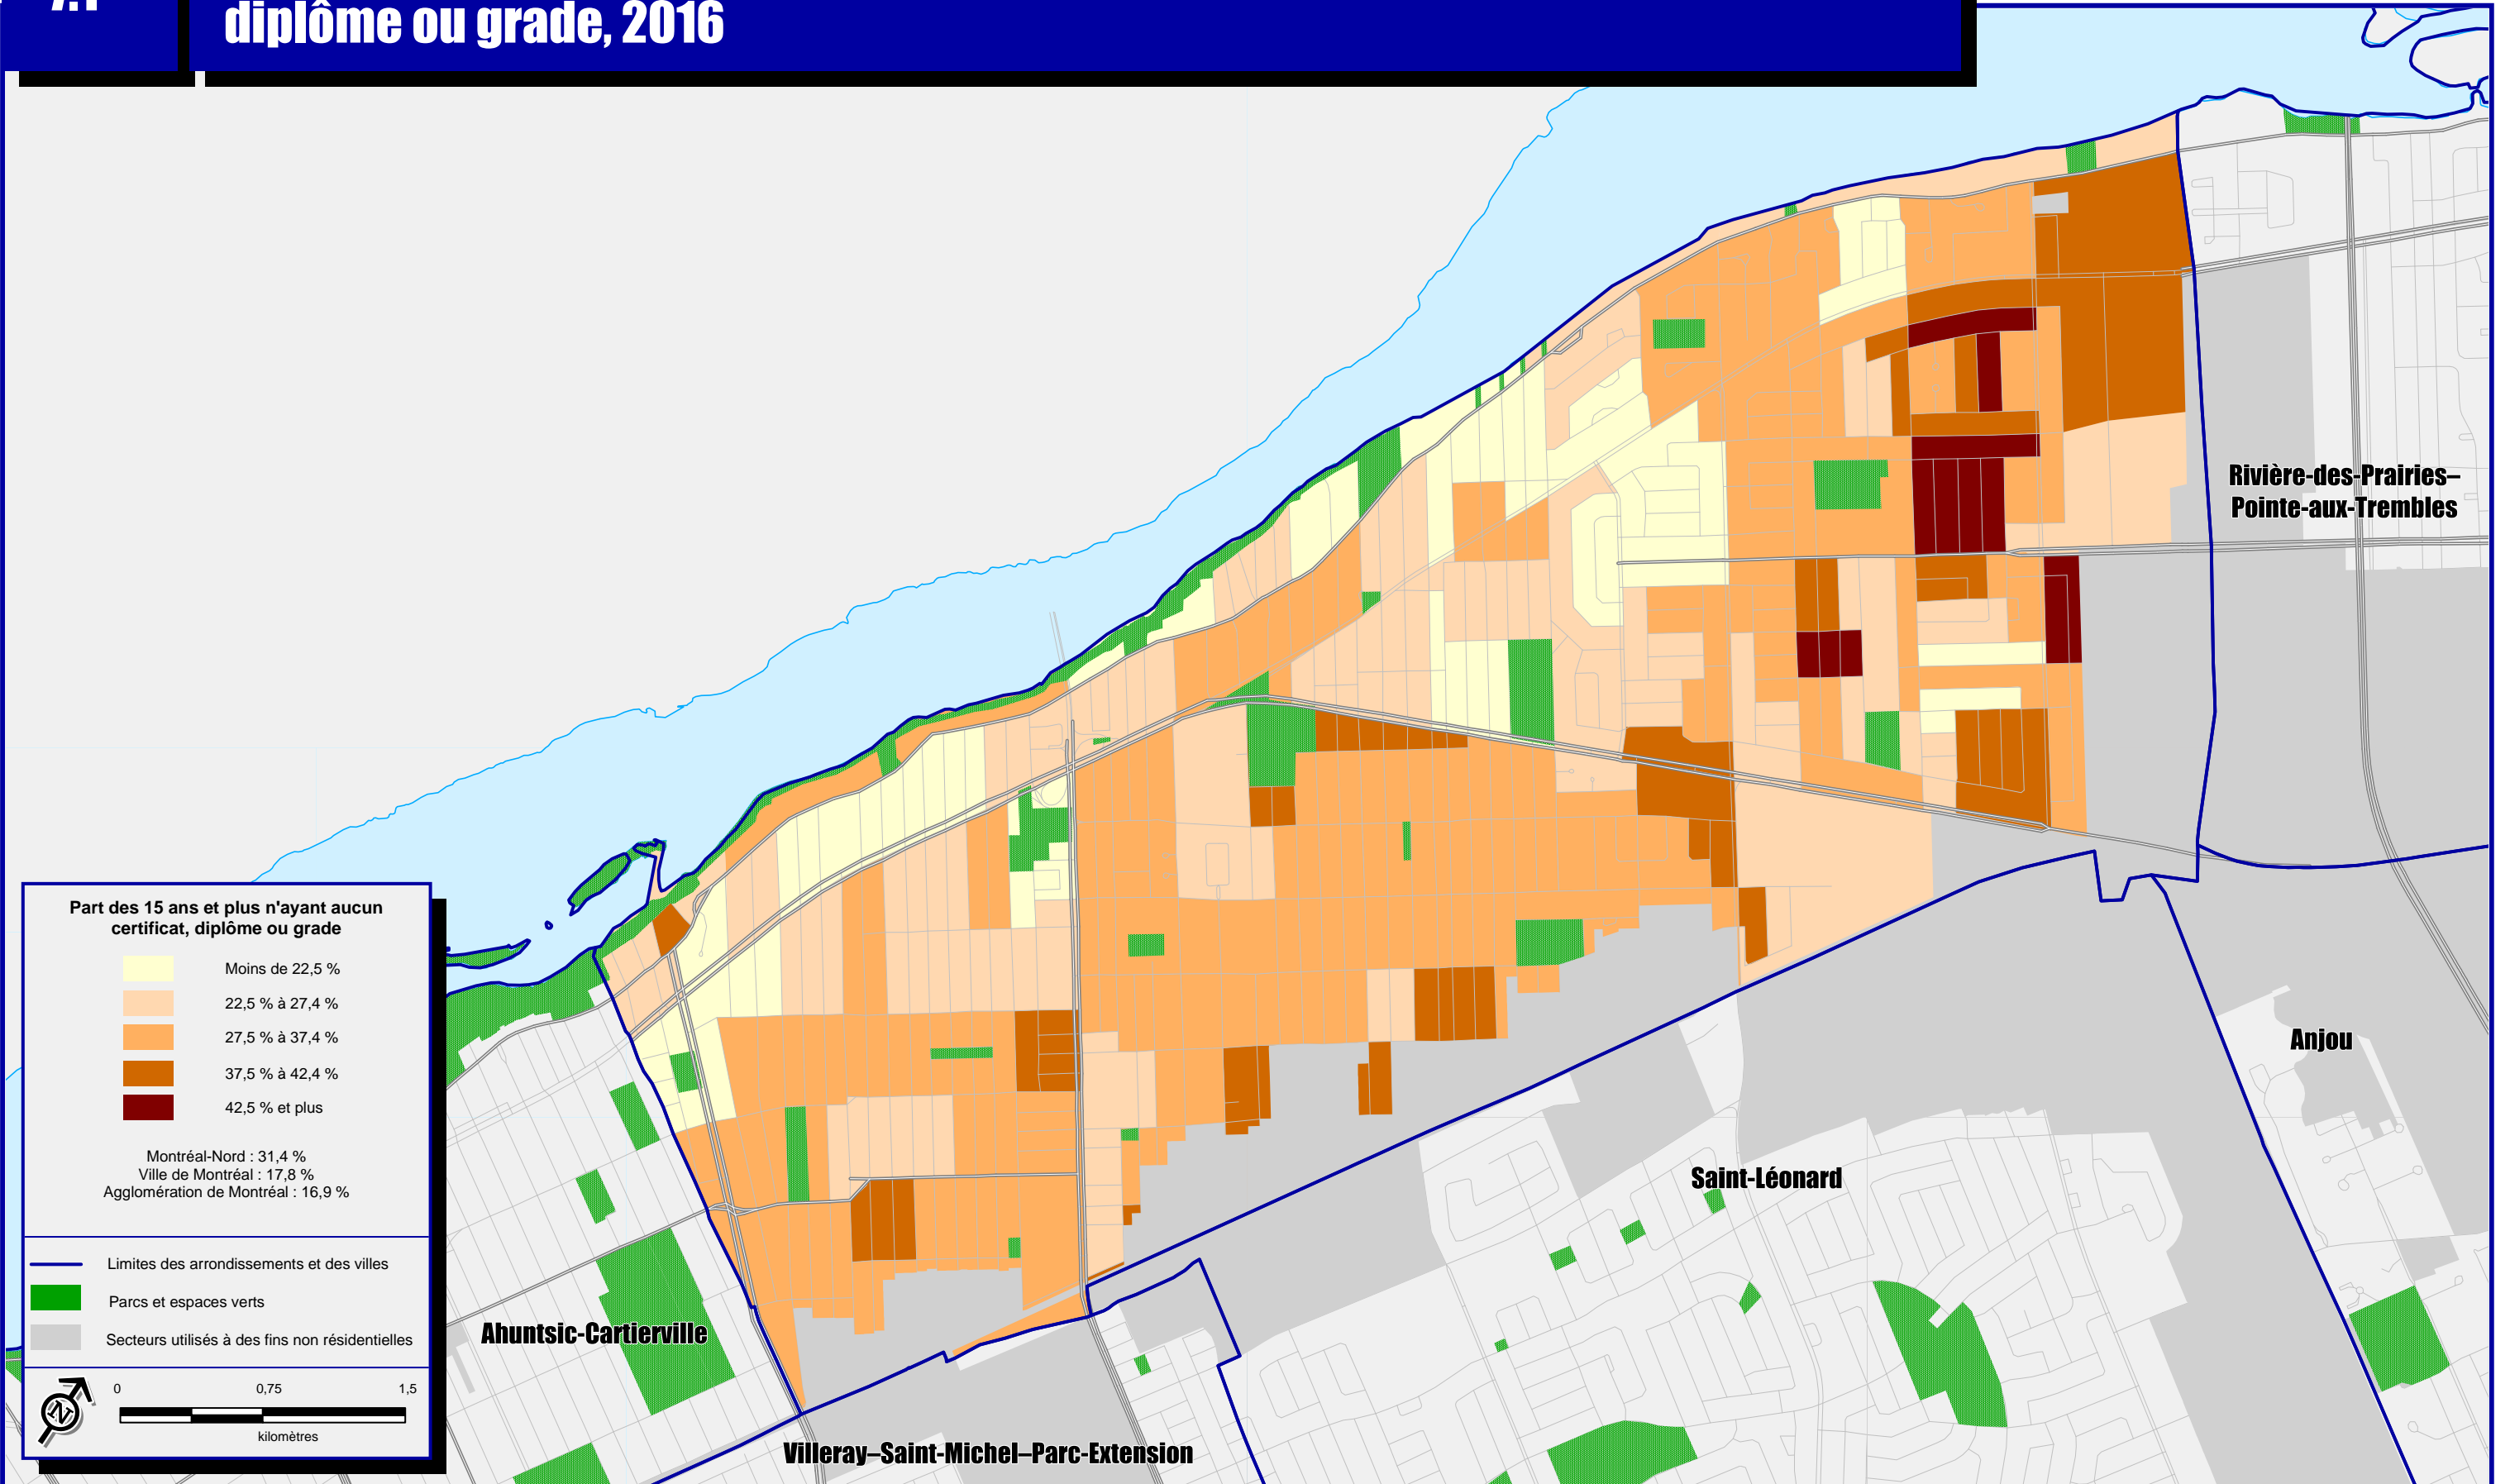 7.1
diplôme ou grade, 2016
Rivière-des-Prairies–
Pointe-aux-Trembles
Anjou
Saint-Léonard
Ahuntsic-Cartierville
Villeray–Saint-Michel–Parc-Extension
Part des 15 ans et plus n'ayant aucun
certificat, diplôme ou grade
Moins de 22,5 %
22,5 % à 27,4 %
27,5 % à 37,4 %
37,5 % à 42,4 %
42,5 % et plus
Montréal-Nord : 31,4 %
Ville de Montréal : 17,8 %
Agglomération de Montréal : 16,9 %
Limites des arrondissements et des villes
Parcs et espaces verts
Secteurs utilisés à des fins non résidentielles
N
0 0,75 1,5
kilomètres